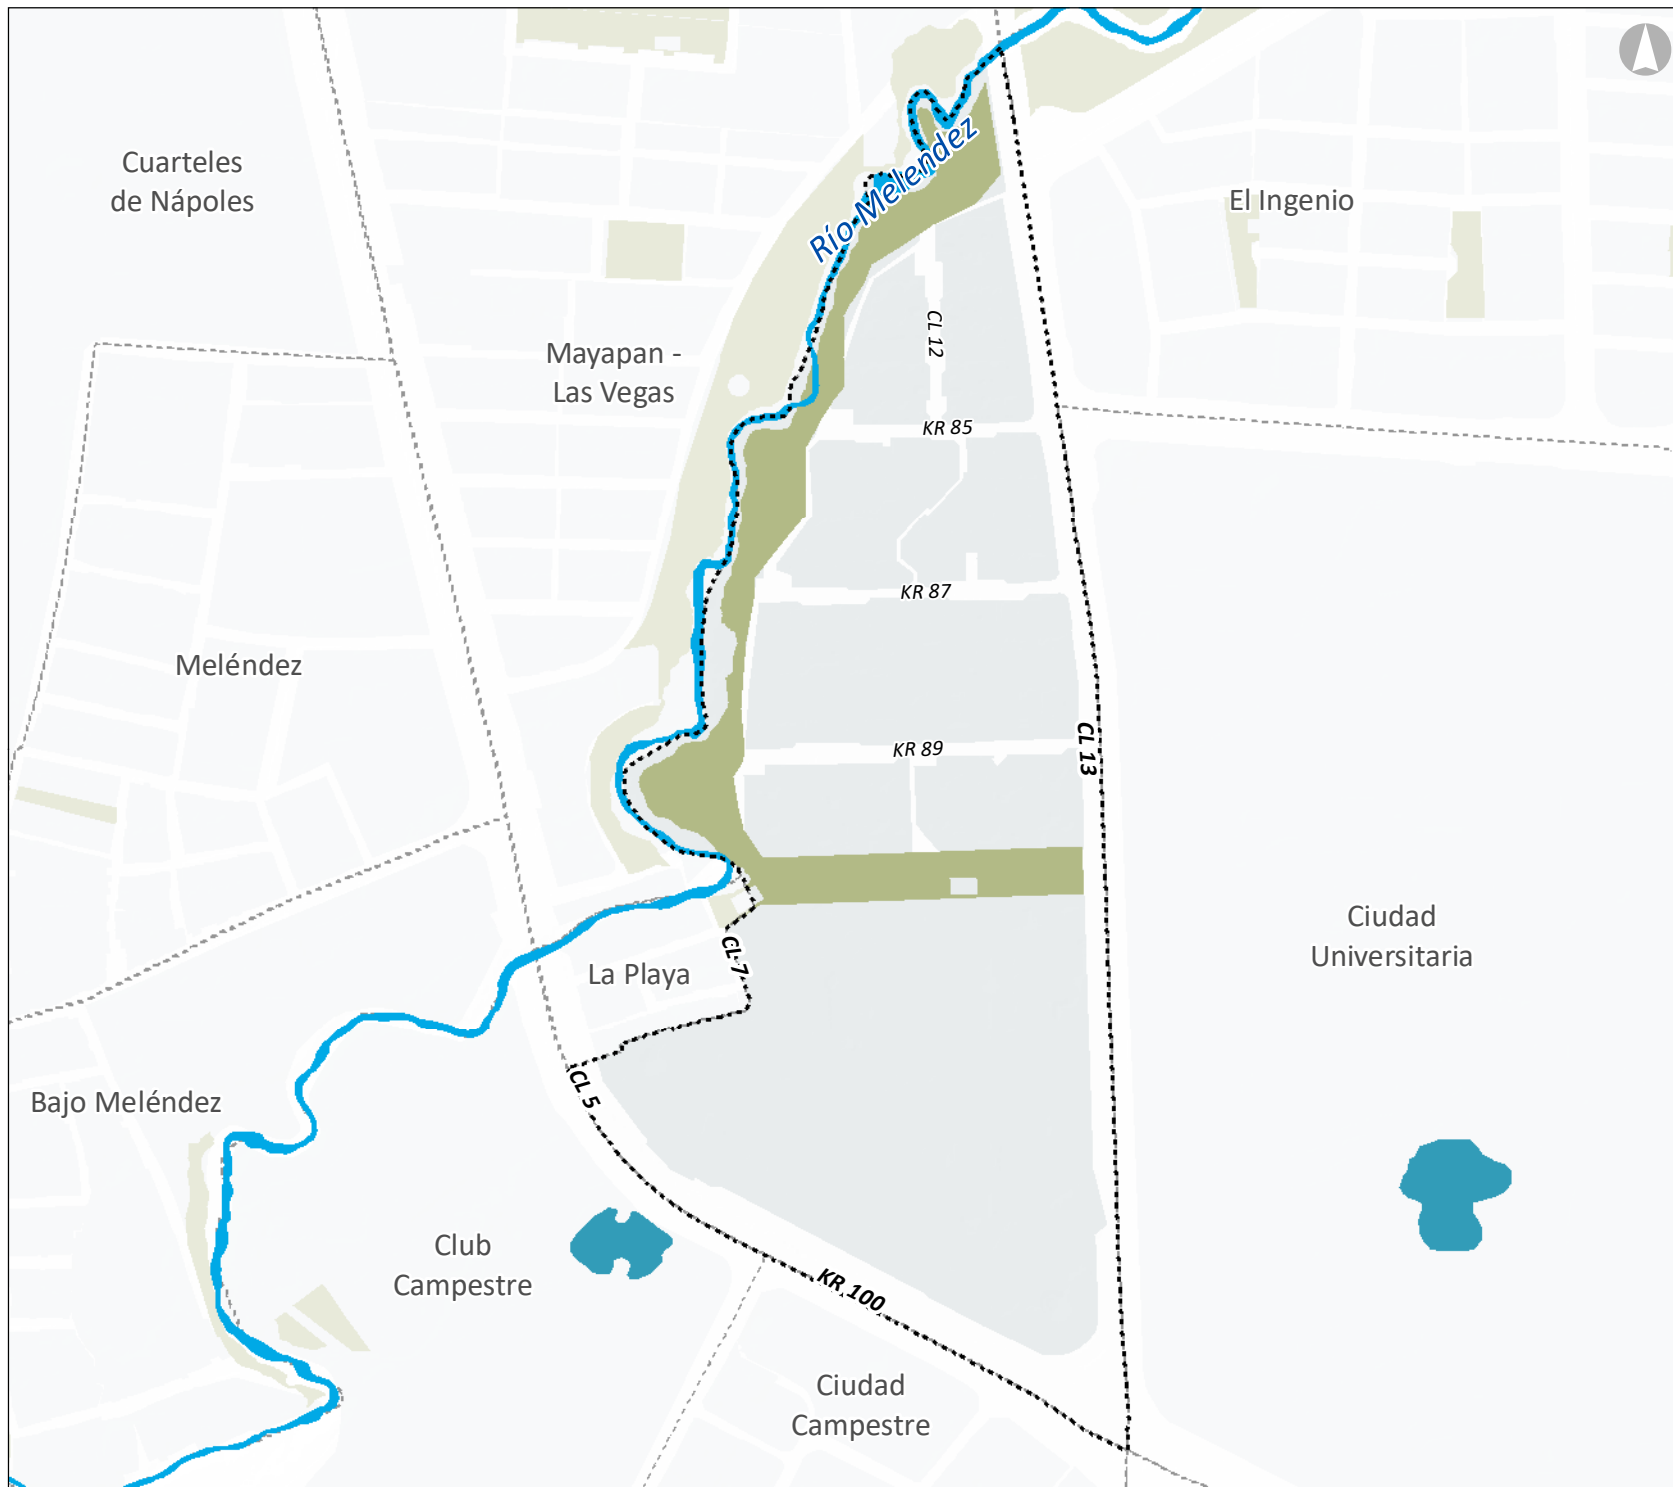 Cuarteles
de Nápoles
Río Melendez
El Ingenio
CL 12
Mayapan -
Las Vegas
KR 85
KR 87
Meléndez
KR 89
CL 13
Ciudad
Universitaria
CL 7
La Playa
CL 5
Bajo Meléndez
Club
Campestre
KR 100
Ciudad
Campestre